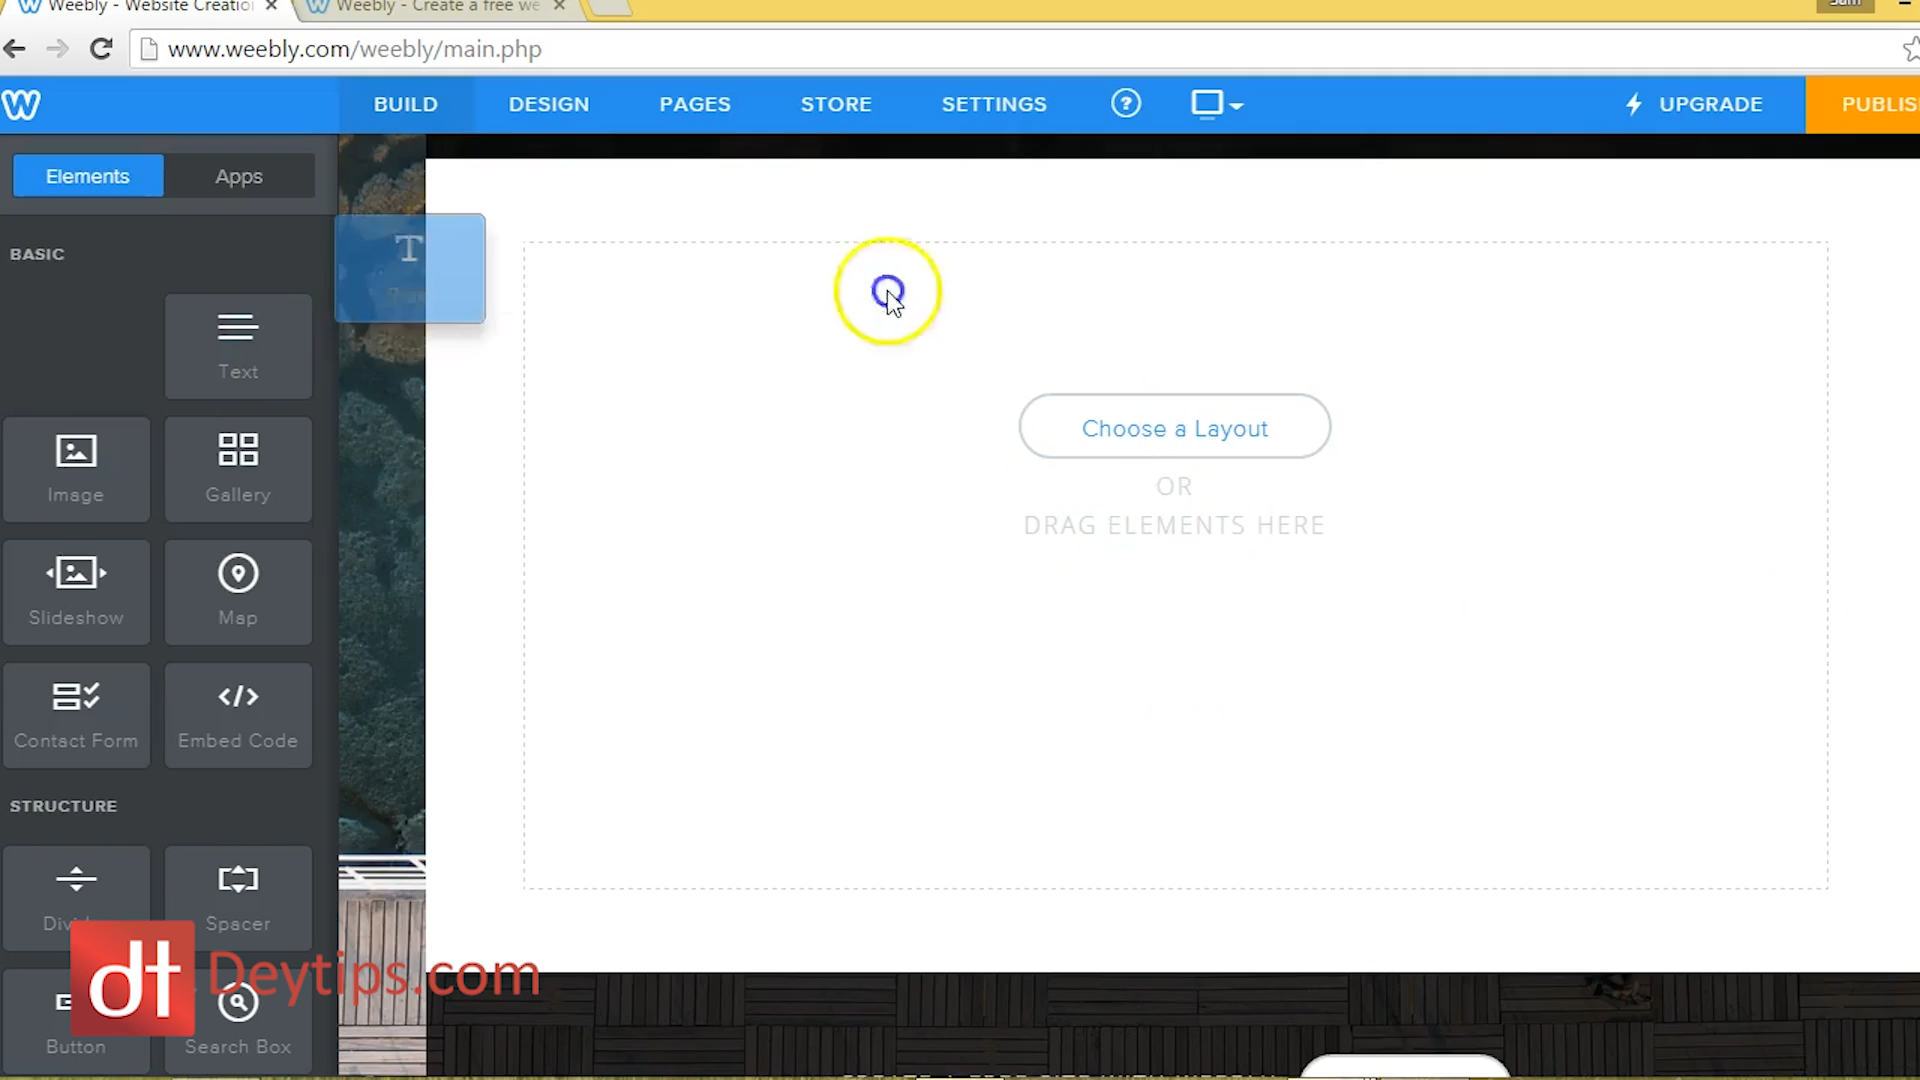 Weebly - Website Creation
Weebly - Create a free we
Sam
www.weebly.com/weebly/main.php
BUILD
DESIGN
PAGES
STORE
SETTINGS
?
UPGRADE
PUBLIS
Elements
Apps
BASIC
Text
Image
Gallery
Slideshow
Map
Contact Form
Embed Code
STRUCTURE
Spacer
Button
Search Box
Choose a Layout
OR
DRAG ELEMENTS HERE
dt
Deytips.com